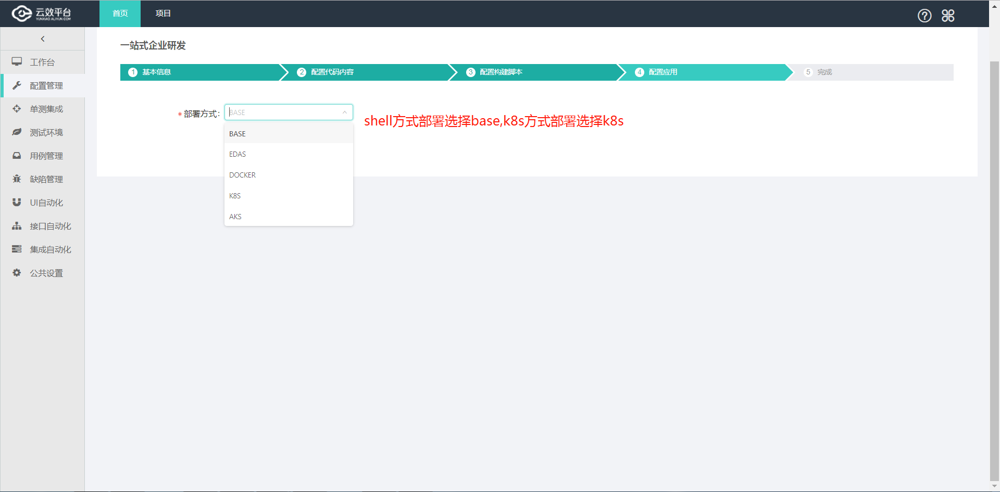 云效平台
YUNXIAO.ALIYUN.COM
首页
项目
工作台
配置管理
单测集成
测试环境
用例管理
缺陷管理
UI自动化
接口自动化
集成自动化
公共设置
一站式企业研发
1 基本信息
2 配置代码内容
3 配置构建脚本
4 配置应用
5 完成
* 部署方式:
BASE
shell方式部署选择base,k8s方式部署选择k8s
BASE
EDAS
DOCKER
K8S
AKS